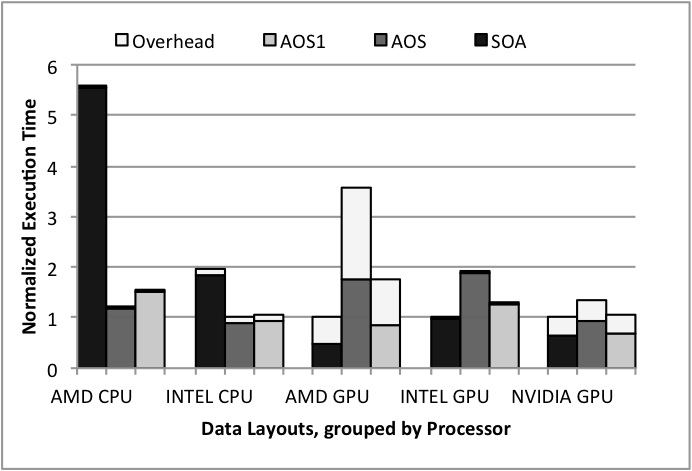 Overhead AOS1 AOS SOA
6
5
4
3
2
1
0
Normalized Execution Time
AMD CPU INTEL CPU AMD GPU INTEL GPU NVIDIA GPU
Data Layouts, grouped by Processor